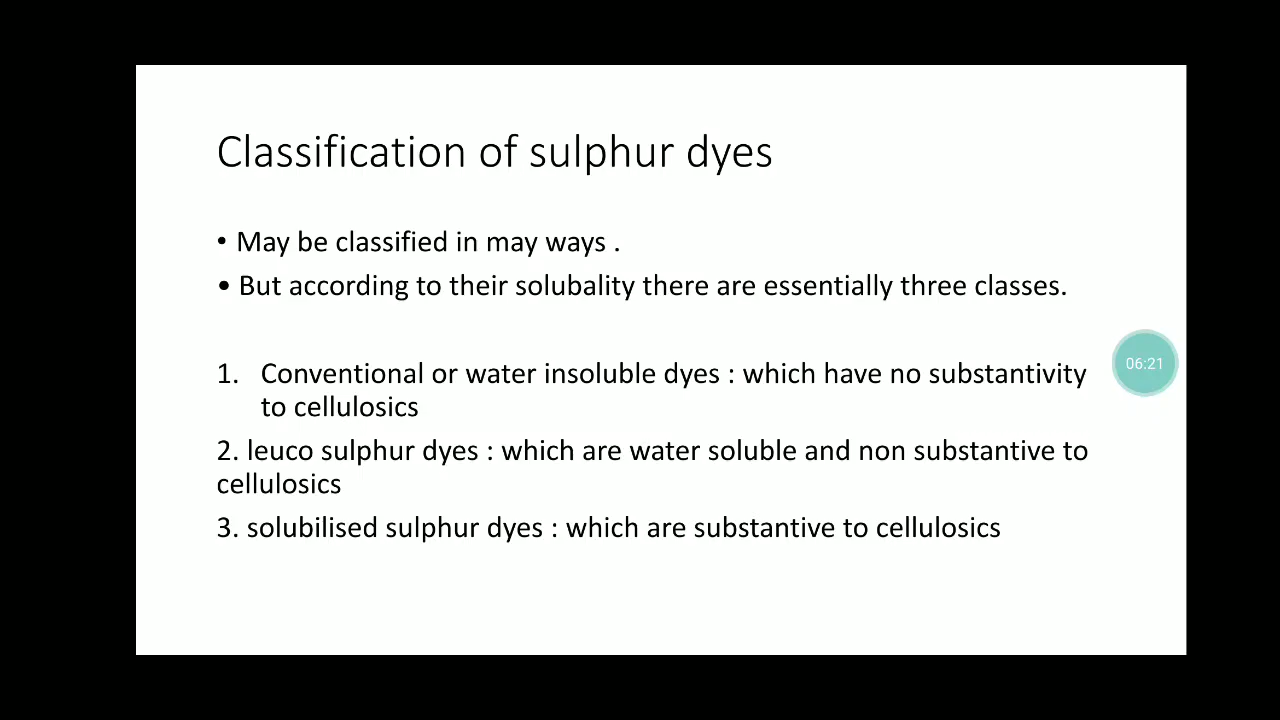 Classification of sulphur dyes
• May be classified in may ways .
• But according to their solubality there are essentially three classes.
1. Conventional or water insoluble dyes : which have no substantivity
to cellulosics
06:21
2. leuco sulphur dyes : which are water soluble and non substantive to
cellulosics
3. solubilised sulphur dyes : which are substantive to cellulosics